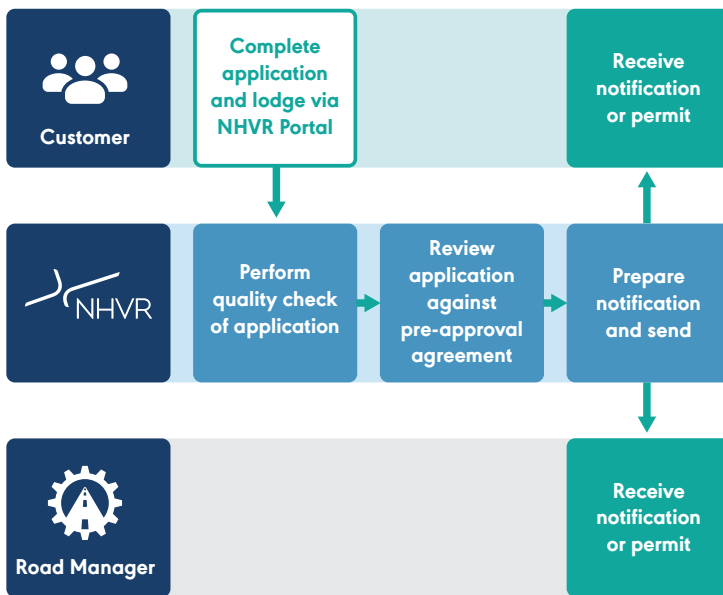 Customer
Complete
application
and lodge via
NHVR Portal
Receive
notification
or permit
NHVR
Perform
quality check
of application
Review
application
against
pre-approval
agreement
Prepare
notification
and send
Road Manager
Receive
notification
or permit